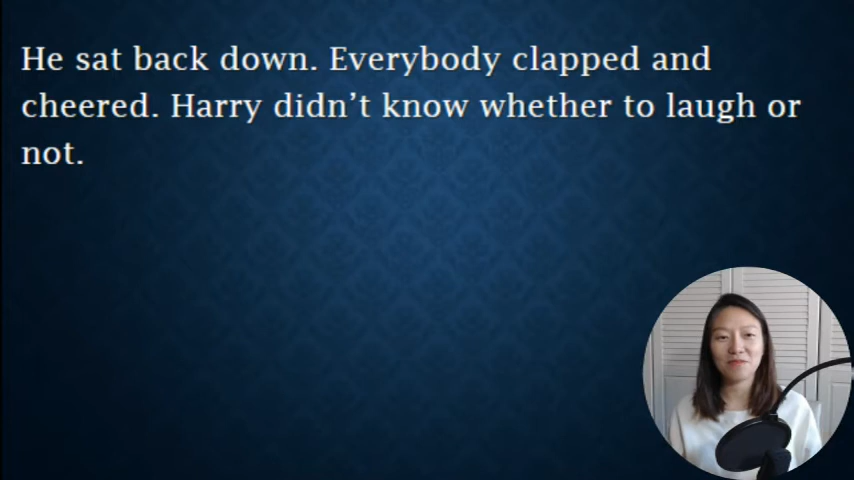 He sat back down. Everybody clapped and
cheered. Harry didn’t know whether to laugh or
not.